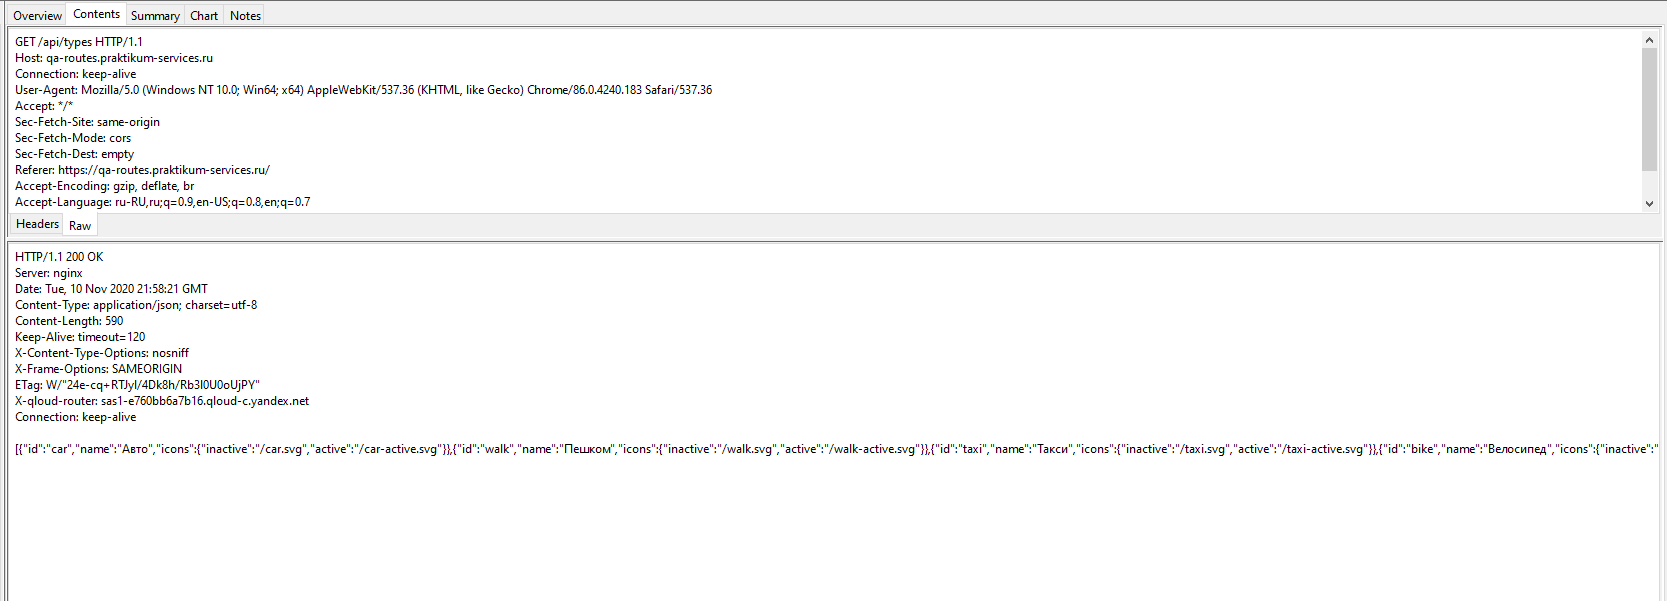 Overview Contents Summary Chart Notes
GET /api/types HTTP/1.1
Host: qa-routes.praktikum-services.ru
Connection: keep-alive
User-Agent: Mozilla/5.0 (Windows NT 10.0; Win64; x64) AppleWebKit/537.36 (KHTML, like Gecko) Chrome/86.0.4240.183 Safari/537.36
Accept: */*
Sec-Fetch-Site: same-origin
Sec-Fetch-Mode: cors
Sec-Fetch-Dest: empty
Referer: https://qa-routes.praktikum-services.ru/
Accept-Encoding: gzip, deflate, br
Accept-Language: ru-RU,ru;q=0.9,en-US;q=0.8,en;q=0.7
Headers Raw
HTTP/1.1 200 OK
Server: nginx
Date: Tue, 10 Nov 2020 21:58:21 GMT
Content-Type: application/json; charset=utf-8
Content-Length: 590
Keep-Alive: timeout=120
X-Content-Type-Options: nosniff
X-Frame-Options: SAMEORIGIN
ETag: W/"24e-cq+RTJyl/4Dk8h/Rb3l0U0oUjPY"
X-qloud-router: sas1-e760bb6a7b16.qloud-c.yandex.net
Connection: keep-alive
[{"id":"car","name":"Авто","icons":{"inactive":"/car.svg","active":"/car-active.svg"}},{"id":"walk","name":"Пешком","icons":{"inactive":"/walk.svg","active":"/walk-active.svg"}},{"id":"taxi","name":"Такси","icons":{"inactive":"/taxi.svg","active":"/taxi-active.svg"}},{"id":"bike","name":"Велосипед","icons":{"inactive":"